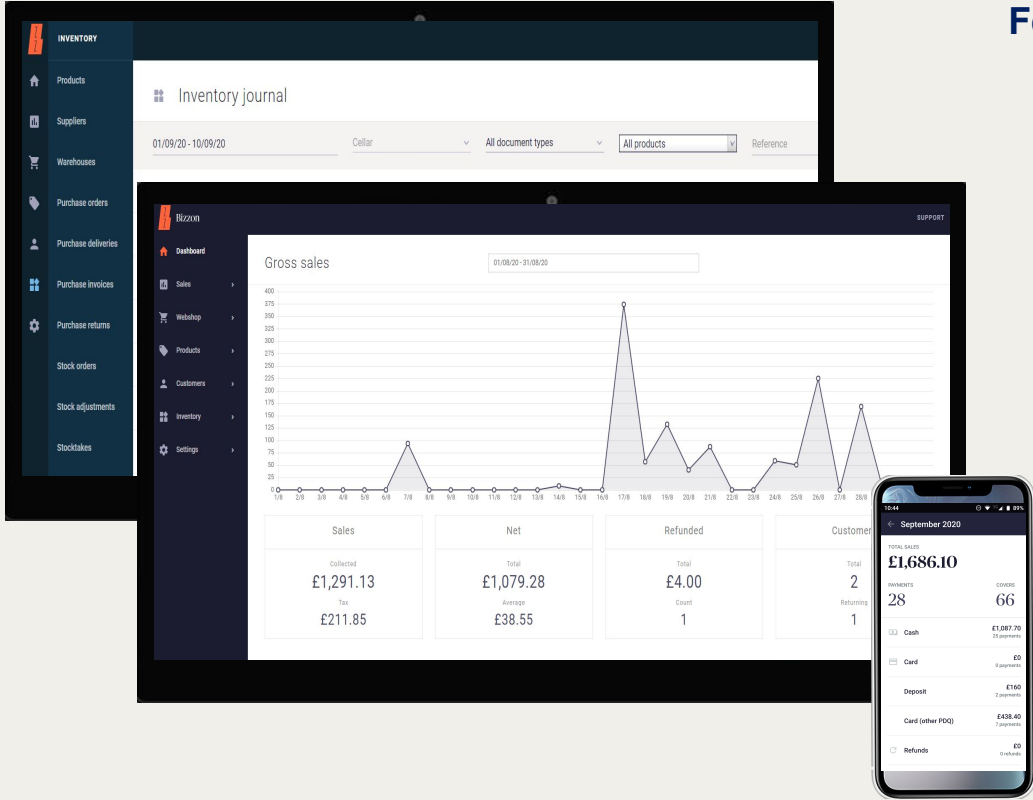 Fo
INVENTORY
Products
Inventory journal
Suppliers
01/09/20 - 10/09/20 Cellar All document types All products Reference
Warehouses
Purchase orders
Purchase deliveries
Purchase invoices
Purchase returns
Stock orders
Stock adjustments
Stocktakes
Bizzon SUPPORT
Dashboard
Sales
Webshop
Products
Customers
Inventory
Settings
Gross sales 01/08/20 - 31/08/20
400
375
350
325
300
275
250
225
200
175
150
125
100
75
50
25
0
1/8 2/8 3/8 4/8 5/8 6/8 7/8 8/8 9/8 10/8 11/8 12/8 13/8 14/8 15/8 16/8 17/8 18/8 19/8 20/8 21/8 22/8 23/8 24/8 25/8 26/8 27/8 28/8
Sales Net Refunded Customer
Collected Total Total Total
£1,291.13 £1,079.28 £4.00 2
Tax Average Count Returning
£211.85 £38.55 1 1
10:44 89%
September 2020
TOTAL SALES
£1,686.10
PAYMENTS COVERS
28 66
Cash £1,087.70
25 payments
Card £0
0 payments
Deposit £160
2 payments
Card (other PDQ) £438.40
7 payments
Refunds £0
0 refunds